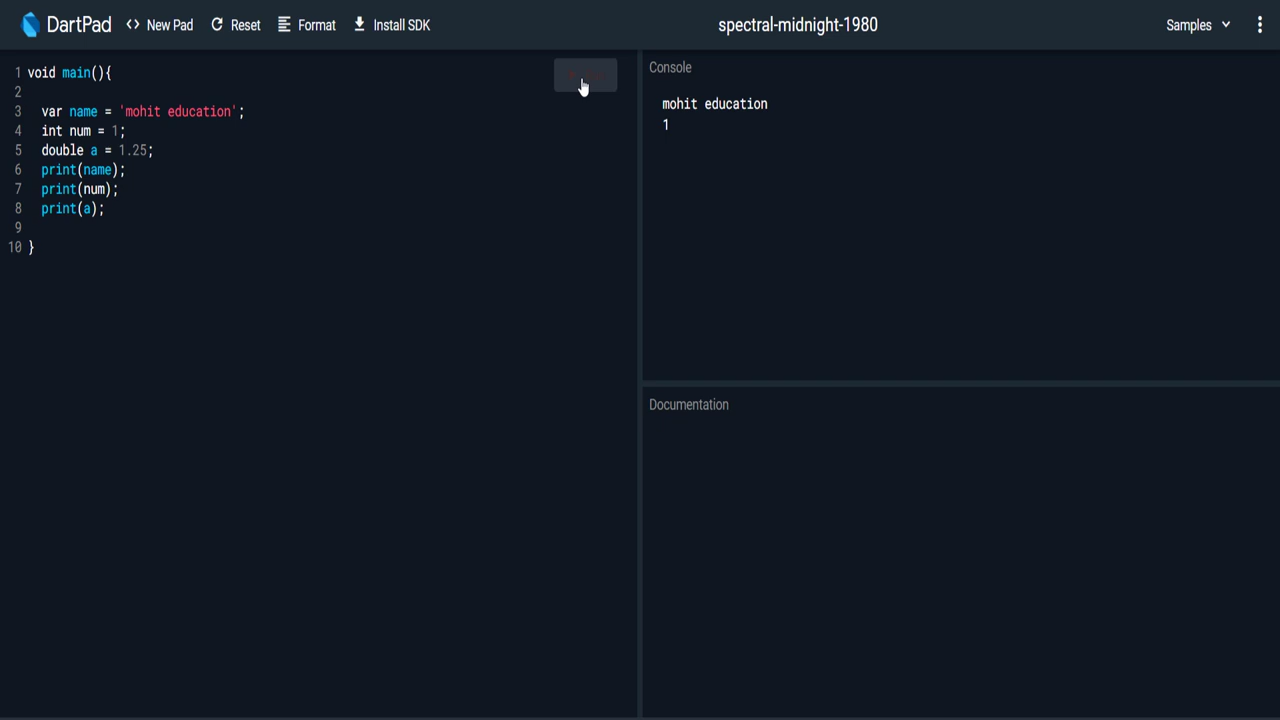 DartPad <> New Pad Reset Format Install SDK spectral-midnight-1980 Samples
1 void main(){
2
3 var name = 'mohit education';
4 int num = 1;
5 double a = 1.25;
6 print(name);
7 print(num);
8 print(a);
9
10 }
Console
mohit education
1
Documentation